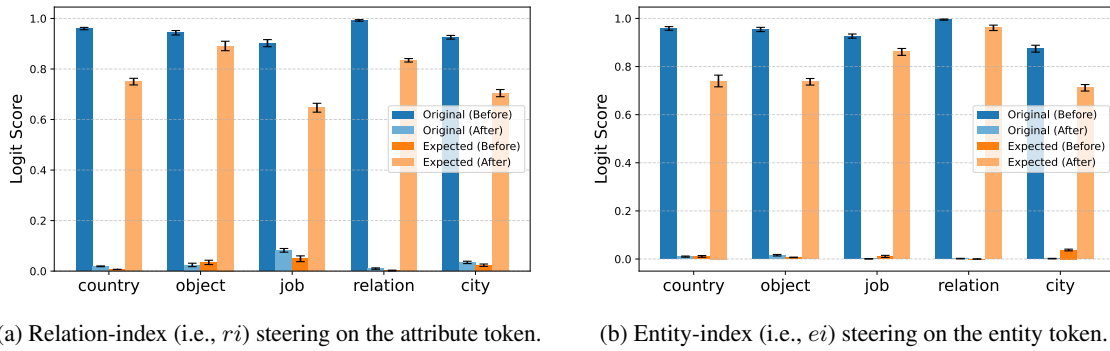 1.0
0.8
0.6
0.4
0.2
0.0
Logit Score
Original (Before)
Original (After)
Expected (Before)
Expected (After)
country object job relation city
(a) Relation-index (i.e., ri) steering on the attribute token.
1.0
0.8
0.6
0.4
0.2
0.0
Logit Score
Original (Before)
Original (After)
Expected (Before)
Expected (After)
country object job relation city
(b) Entity-index (i.e., ei) steering on the entity token.